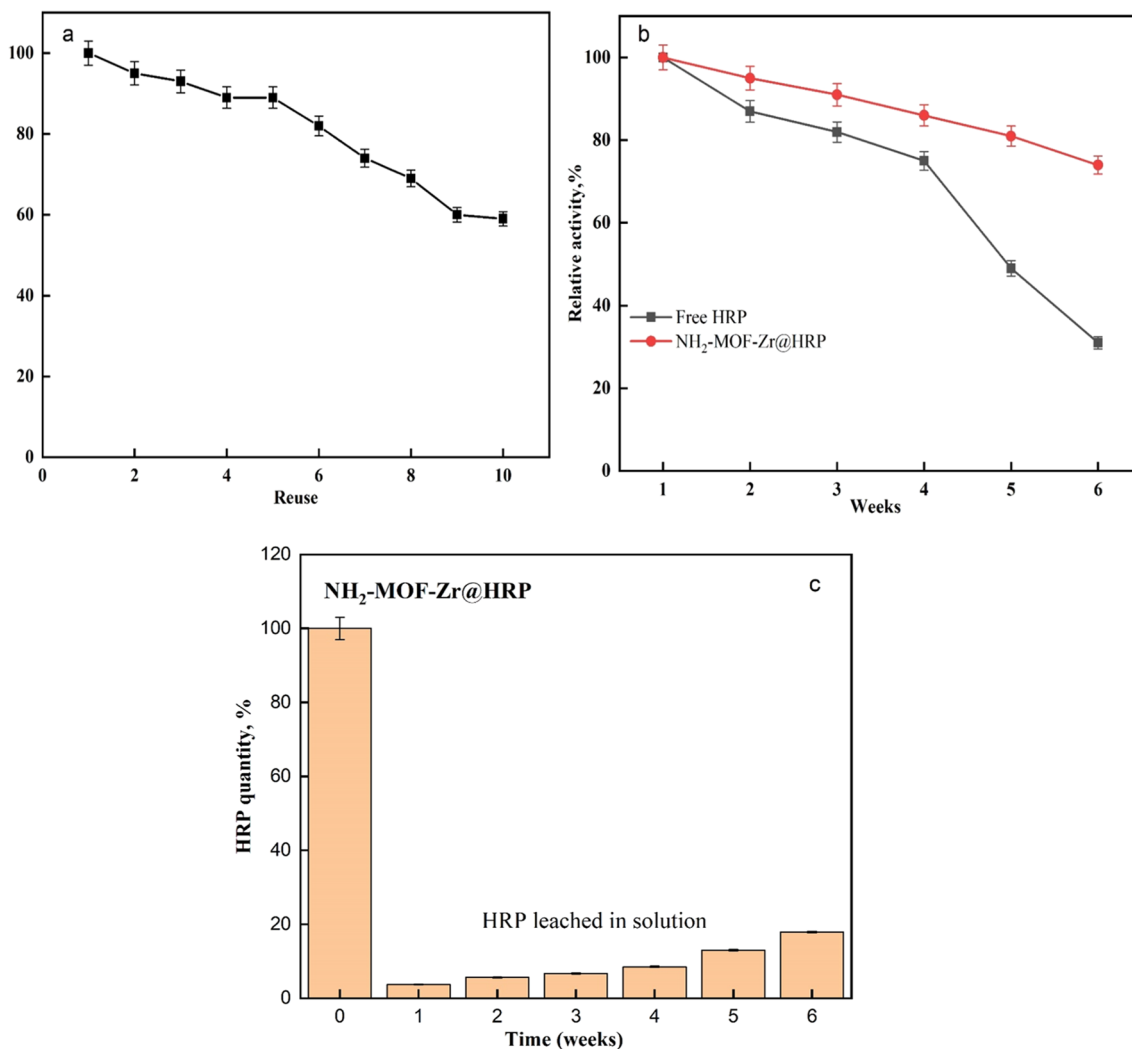 a
100
80
60
40
20
0
0 2 4 6 8 10
Reuse
b
Relative activity,%
100
80
60
40
20
0
Free HRP
NH₂-MOF-Zr@HRP
1 2 3 4 5 6
Weeks
c
NH₂-MOF-Zr@HRP
HRP quantity, %
120
100
80
60
40
20
0
HRP leached in solution
0 1 2 3 4 5 6
Time (weeks)